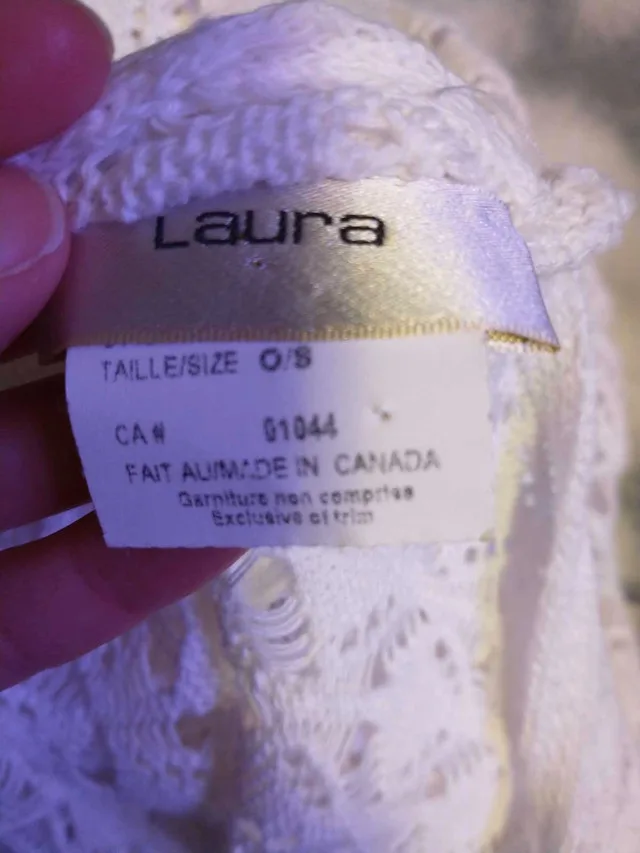 Laura
TAILLE/SIZE O/S
CA# 01044
FAIT AU/MADE IN CANADA
Garniture non comprise
Exclusive of trim